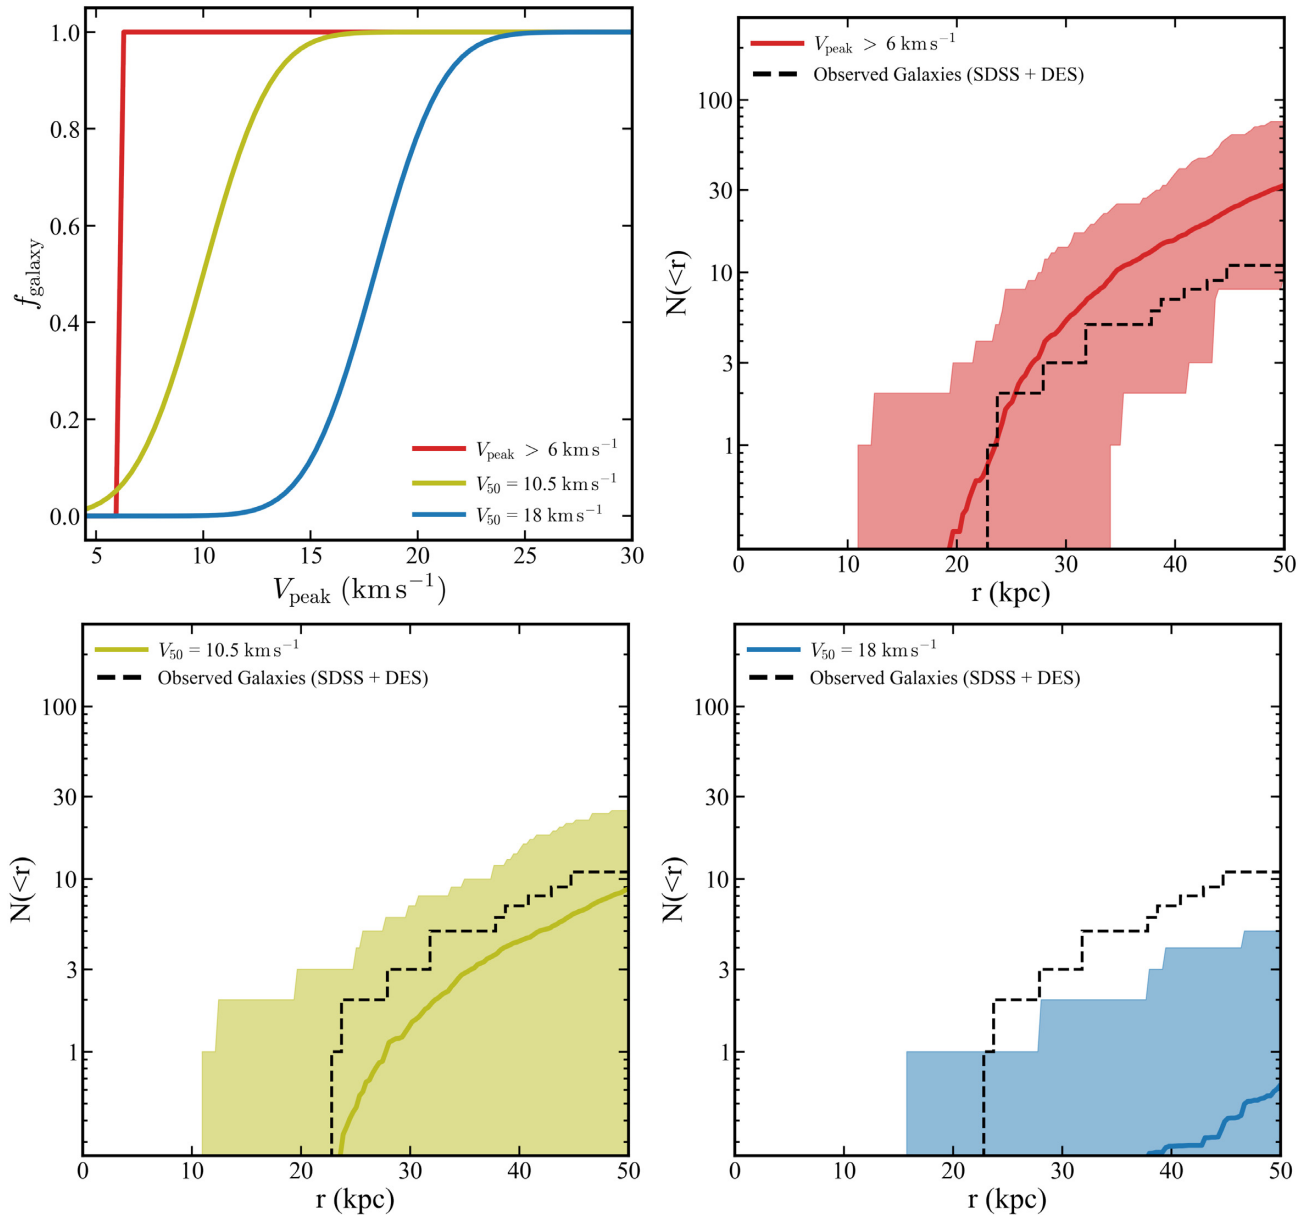 1.0
0.8
0.6
0.4
0.2
0.0
f_galaxy
V_peak > 6 km s⁻¹
V₅₀ = 10.5 km s⁻¹
V₅₀ = 18 km s⁻¹
5 10 15 20 25 30
V_peak (km s⁻¹)
V_peak > 6 km s⁻¹
Observed Galaxies (SDSS + DES)
100
30
10
3
1
N(<r)
0 10 20 30 40 50
r (kpc)
V₅₀ = 10.5 km s⁻¹
Observed Galaxies (SDSS + DES)
100
30
10
3
1
N(<r)
0 10 20 30 40 50
r (kpc)
V₅₀ = 18 km s⁻¹
Observed Galaxies (SDSS + DES)
100
30
10
3
1
N(<r)
0 10 20 30 40 50
r (kpc)